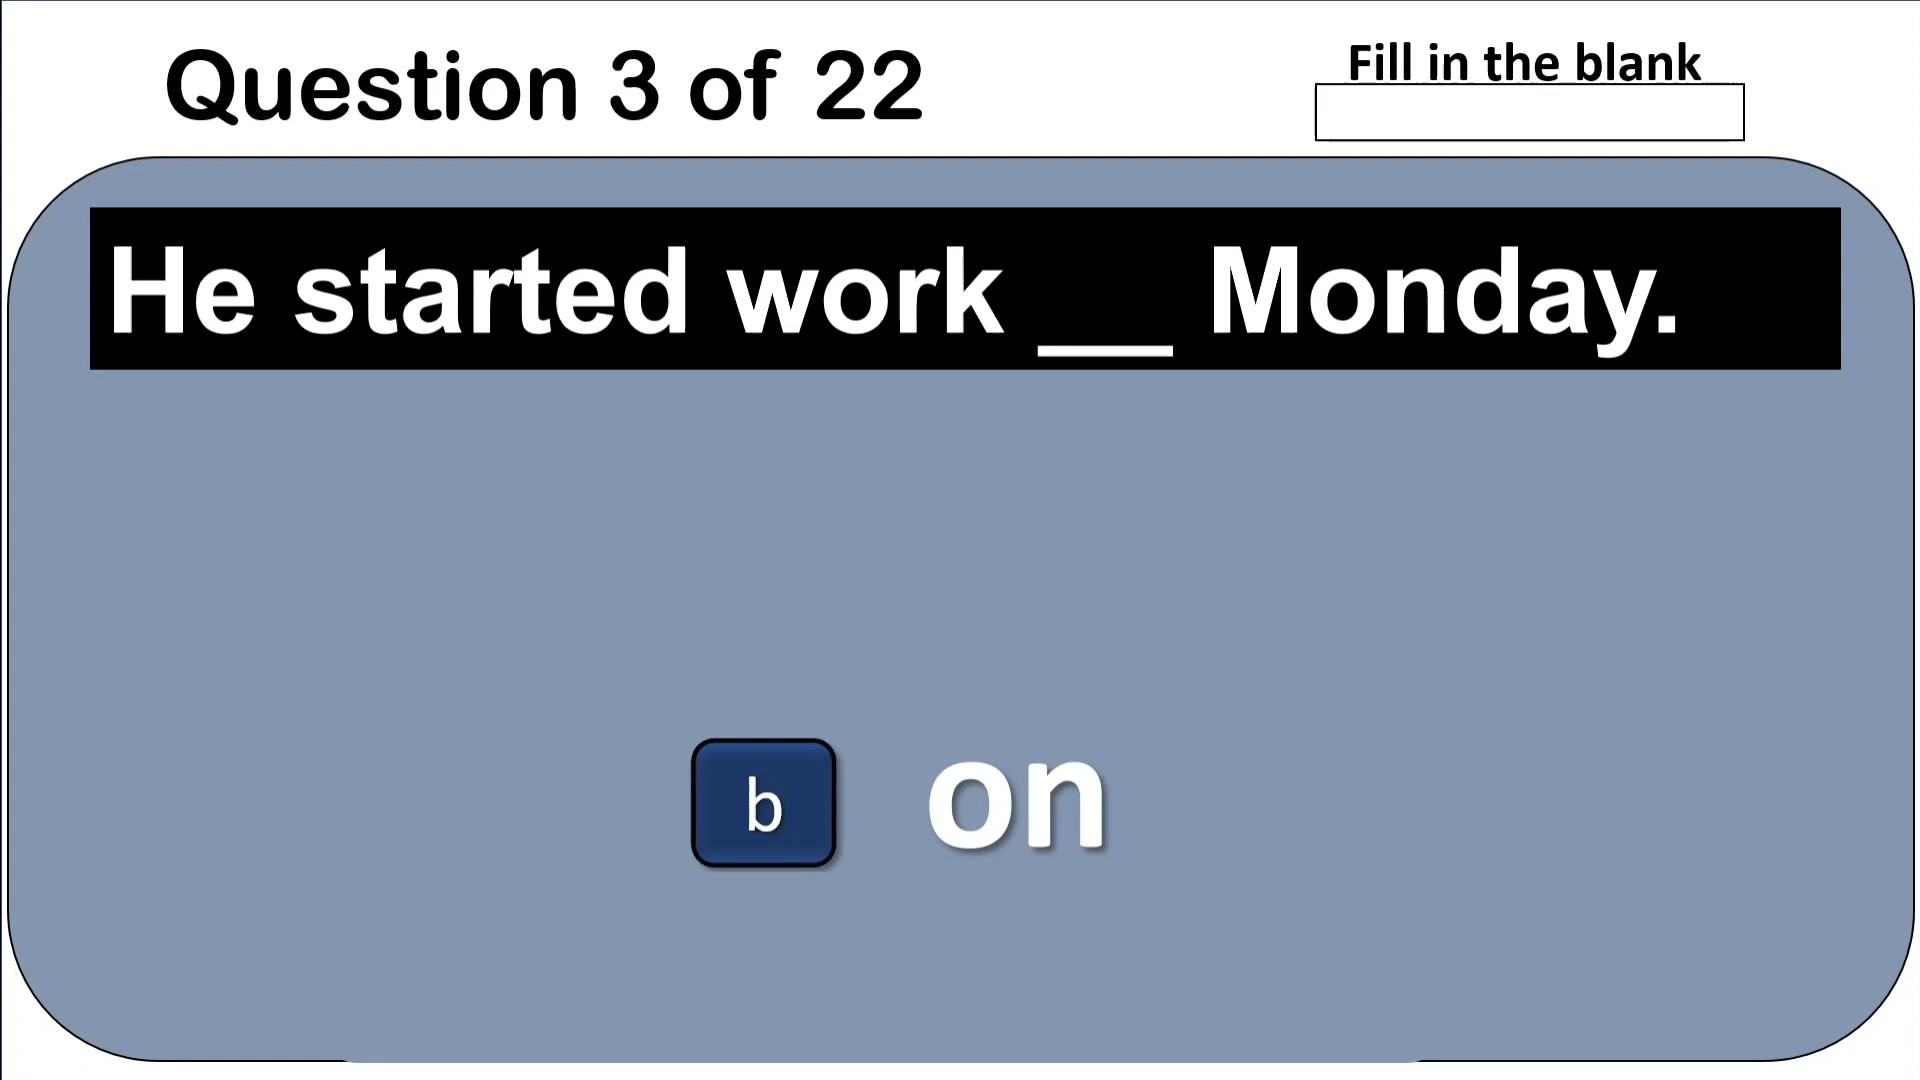 Question 3 of 22
Fill in the blank
He started work __ Monday.
b on